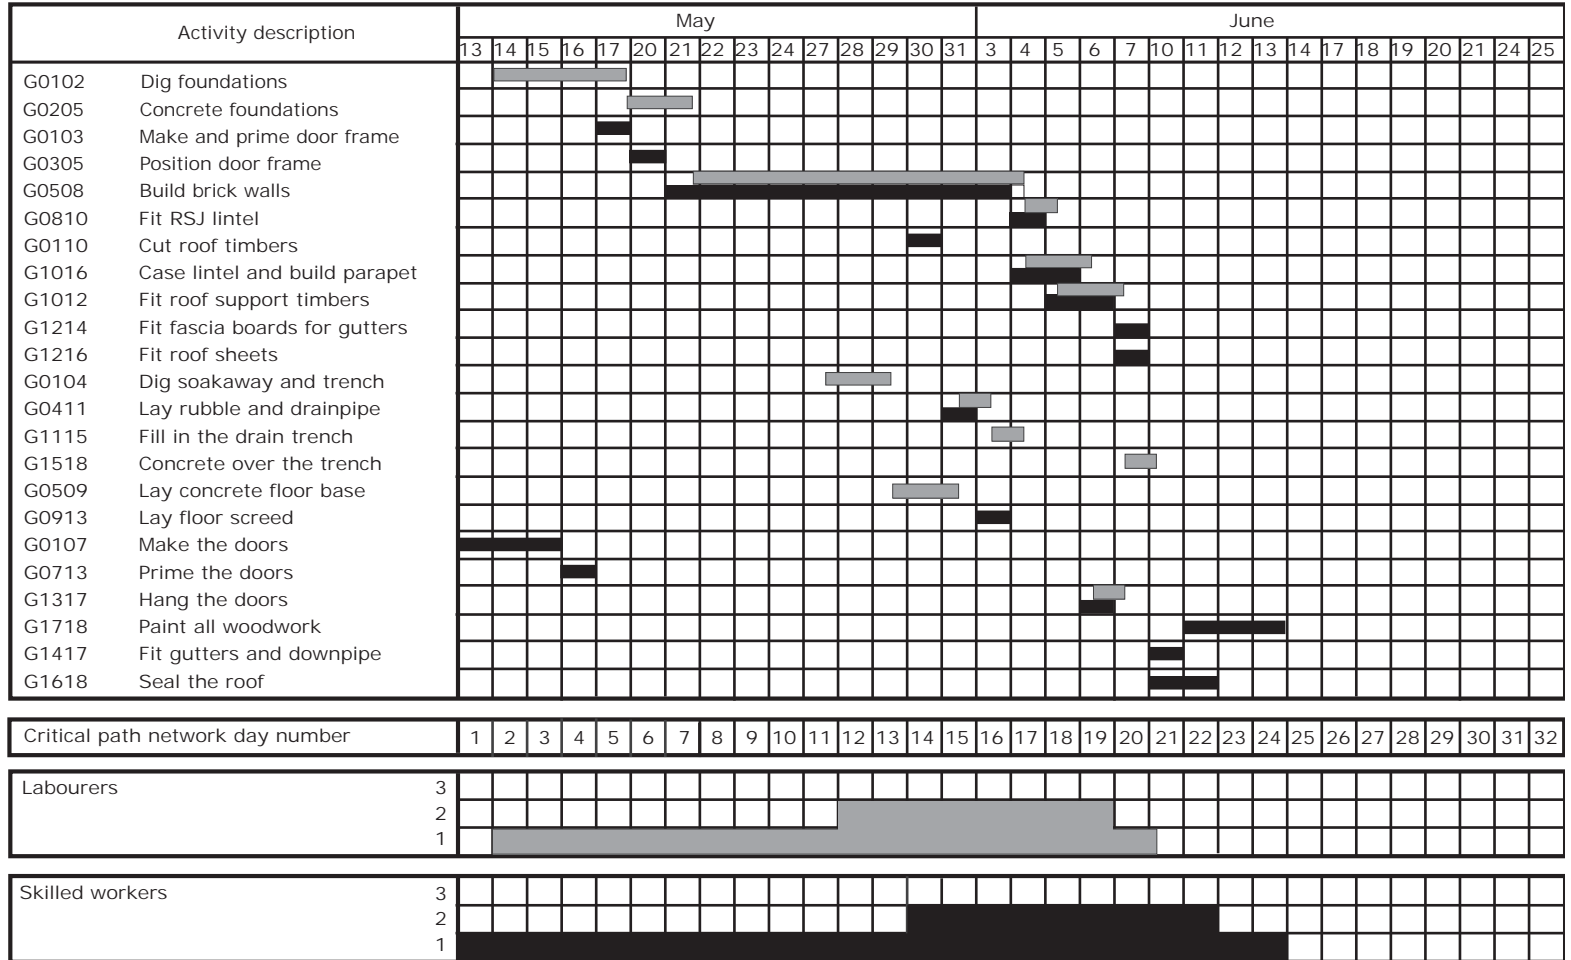 Activity description May June
13 14 15 16 17 20 21 22 23 24 27 28 29 30 31 3 4 5 6 7 10 11 12 13 14 17 18 19 20 21 24 25
G0102 Dig foundations
G0205 Concrete foundations
G0103 Make and prime door frame
G0305 Position door frame
G0508 Build brick walls
G0810 Fit RSJ lintel
G0110 Cut roof timbers
G1016 Case lintel and build parapet
G1012 Fit roof support timbers
G1214 Fit fascia boards for gutters
G1216 Fit roof sheets
G0104 Dig soakaway and trench
G0411 Lay rubble and drainpipe
G1115 Fill in the drain trench
G1518 Concrete over the trench
G0509 Lay concrete floor base
G0913 Lay floor screed
G0107 Make the doors
G0713 Prime the doors
G1317 Hang the doors
G1718 Paint all woodwork
G1417 Fit gutters and downpipe
G1618 Seal the roof
Critical path network day number 1 2 3 4 5 6 7 8 9 10 11 12 13 14 15 16 17 18 19 20 21 22 23 24 25 26 27 28 29 30 31 32
Labourers 3
2
1
Skilled workers 3
2
1